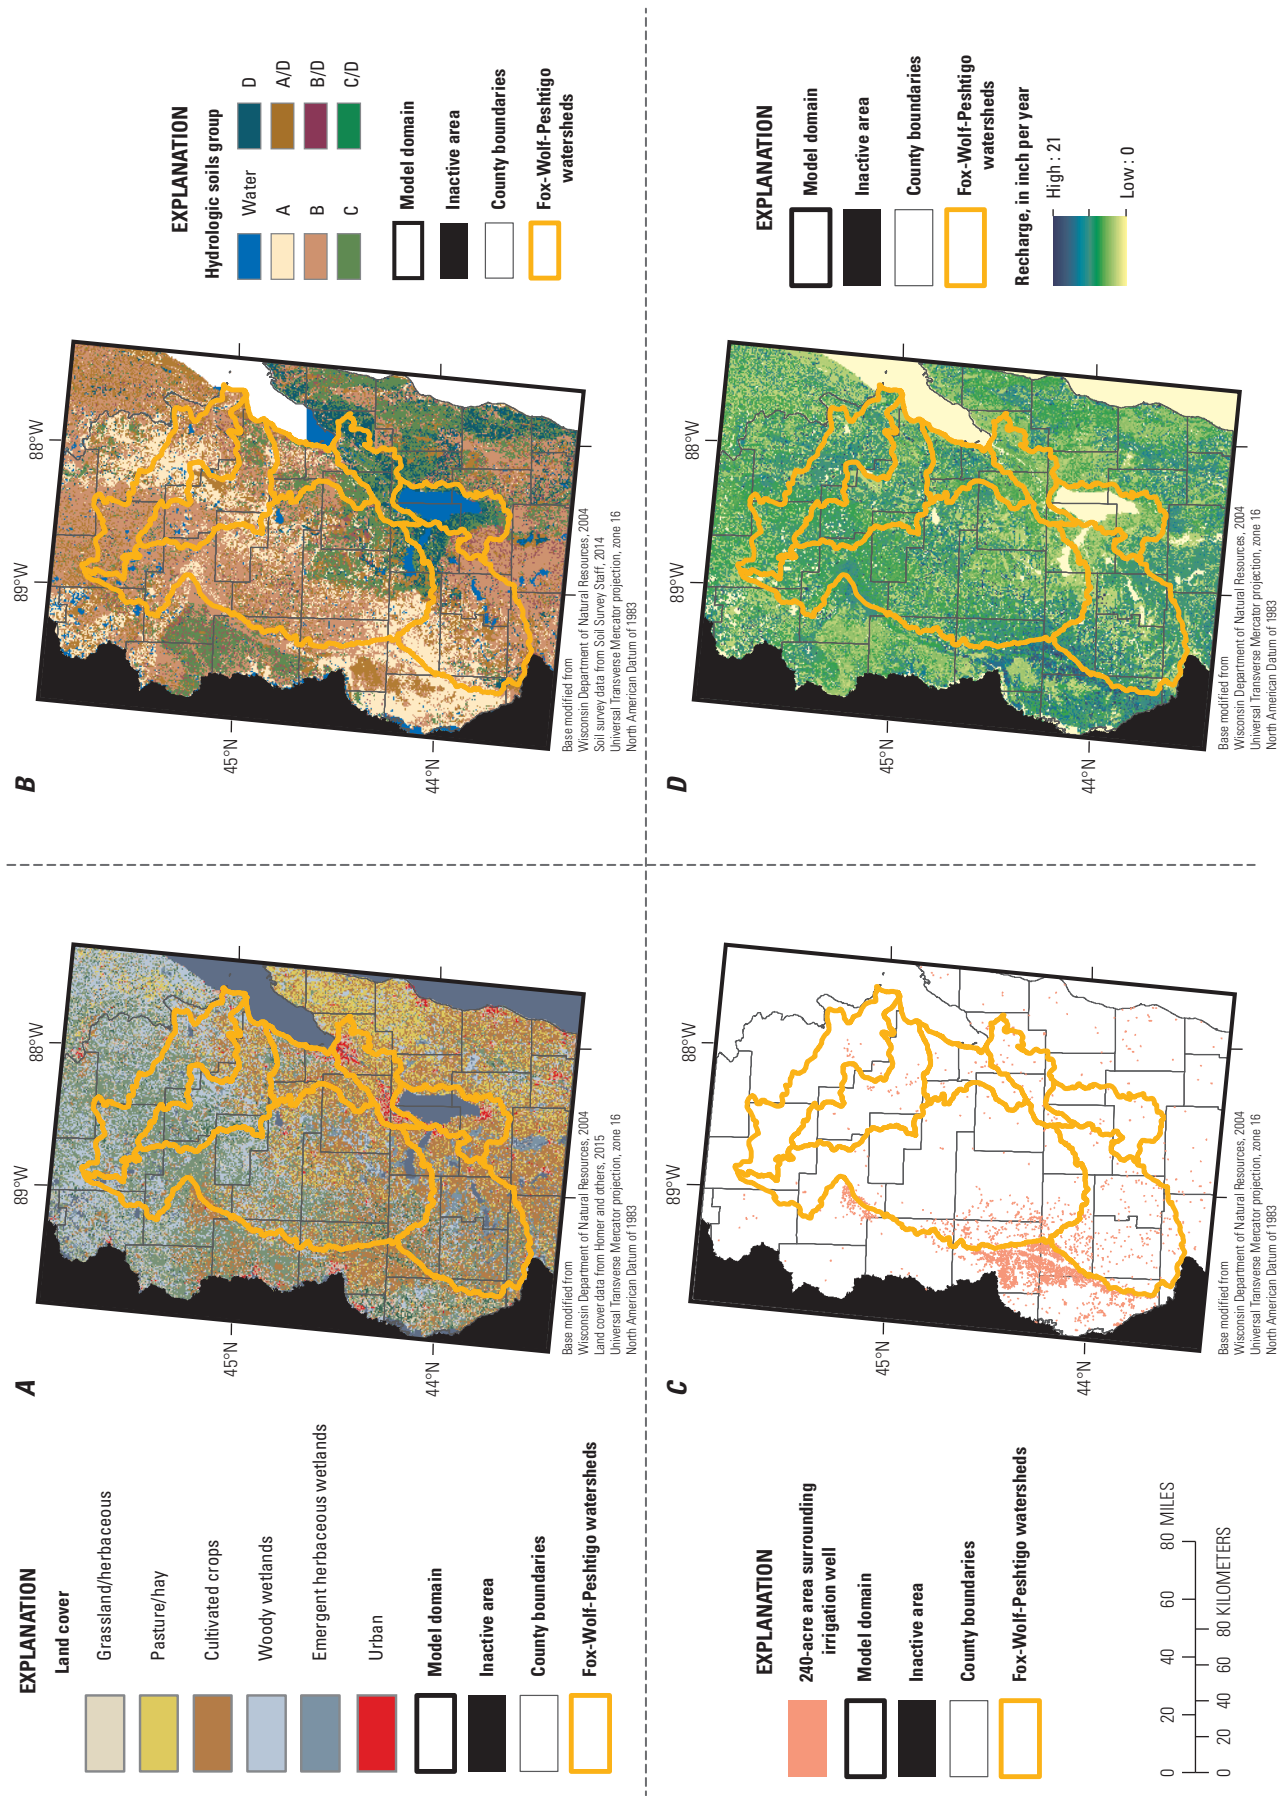 A
EXPLANATION
Land cover
Grassland/herbaceous
Pasture/hay
Cultivated crops
Woody wetlands
Emergent herbaceous wetlands
Urban
Model domain
Inactive area
County boundaries
Fox-Wolf-Peshtigo watersheds
89°W
88°W
45°N
44°N
Base modified from
Wisconsin Department of Natural Resources, 2004
Land cover data from Homer and others, 2015
Universal Transverse Mercator projection, zone 16
North American Datum of 1983
B
89°W
88°W
45°N
44°N
Base modified from
Wisconsin Department of Natural Resources, 2004
Soil survey data from Soil Survey Staff, 2014
Universal Transverse Mercator projection, zone 16
North American Datum of 1983
EXPLANATION
Hydrologic soils group
Water D
A A/D
B B/D
C C/D
Model domain
Inactive area
County boundaries
Fox-Wolf-Peshtigo
watersheds
C
EXPLANATION
240-acre area surrounding
irrigation well
Model domain
Inactive area
County boundaries
Fox-Wolf-Peshtigo watersheds
0 20 40 60 80 MILES
0 20 40 60 80 KILOMETERS
89°W
88°W
45°N
44°N
Base modified from
Wisconsin Department of Natural Resources, 2004
Universal Transverse Mercator projection, zone 16
North American Datum of 1983
D
89°W
88°W
45°N
44°N
Base modified from
Wisconsin Department of Natural Resources, 2004
Universal Transverse Mercator projection, zone 16
North American Datum of 1983
EXPLANATION
Model domain
Inactive area
County boundaries
Fox-Wolf-Peshtigo
watersheds
Recharge, in inch per year
High : 21
Low : 0